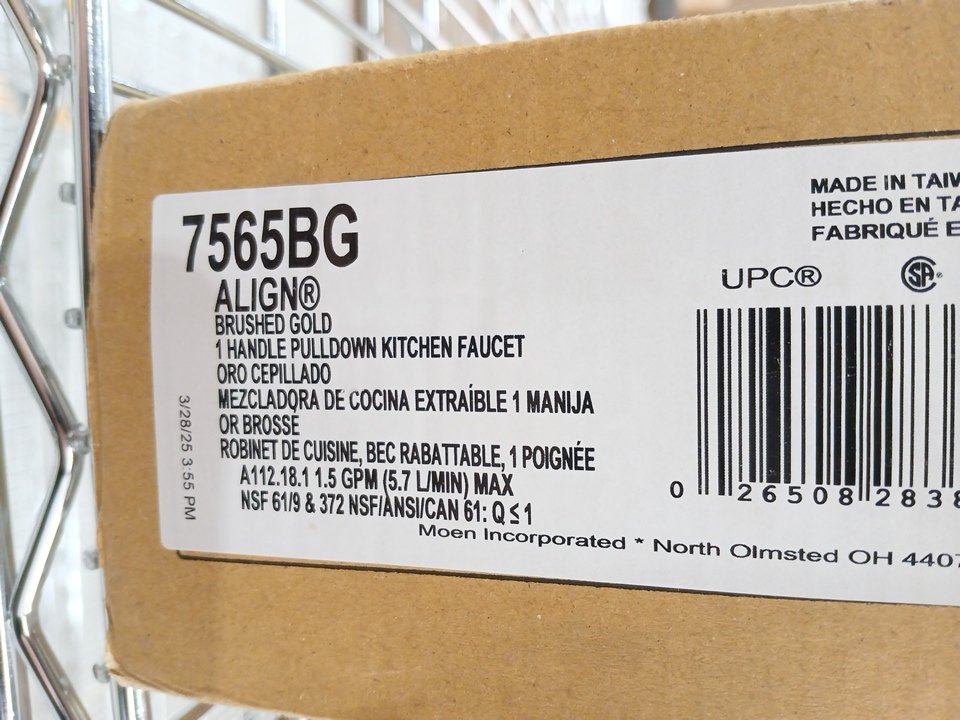 7565BG
ALIGN®
BRUSHED GOLD
1 HANDLE PULLDOWN KITCHEN FAUCET
ORO CEPILLADO
MEZCLADORA DE COCINA EXTRAÍBLE 1 MANIJA
OR BROSSÉ
ROBINET DE CUISINE, BEC RABATTABLE, 1 POIGNÉE
A112.18.1 1.5 GPM (5.7 L/MIN) MAX
NSF 61/9 & 372 NSF/ANSI/CAN 61: Q ≤ 1
Moen Incorporated * North Olmsted OH 4407
3/28/25 3:55 PM
MADE IN TAIW
HECHO EN TA
FABRIQUÉ E
UPC® SA®
0 26508 2838